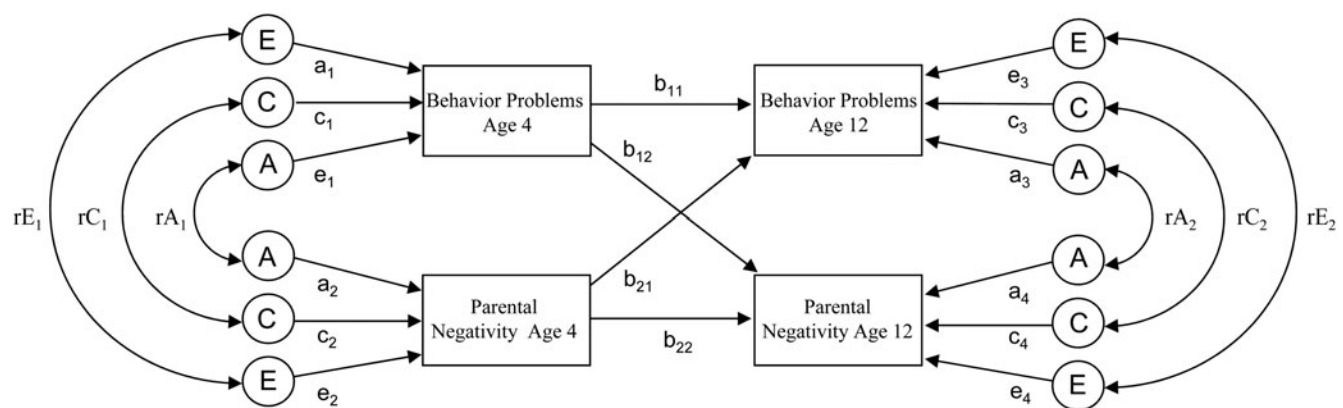 E
a1
C
c1
A
e1
rE1
rC1
rA1
A
a2
C
c2
E
e2
Behavior Problems
Age 4
Parental
Negativity Age 4
b11
b12
b21
b22
Behavior Problems
Age 12
Parental
Negativity Age 12
E
e3
C
c3
A
a3
rA2
rC2
rE2
A
a4
C
c4
E
e4